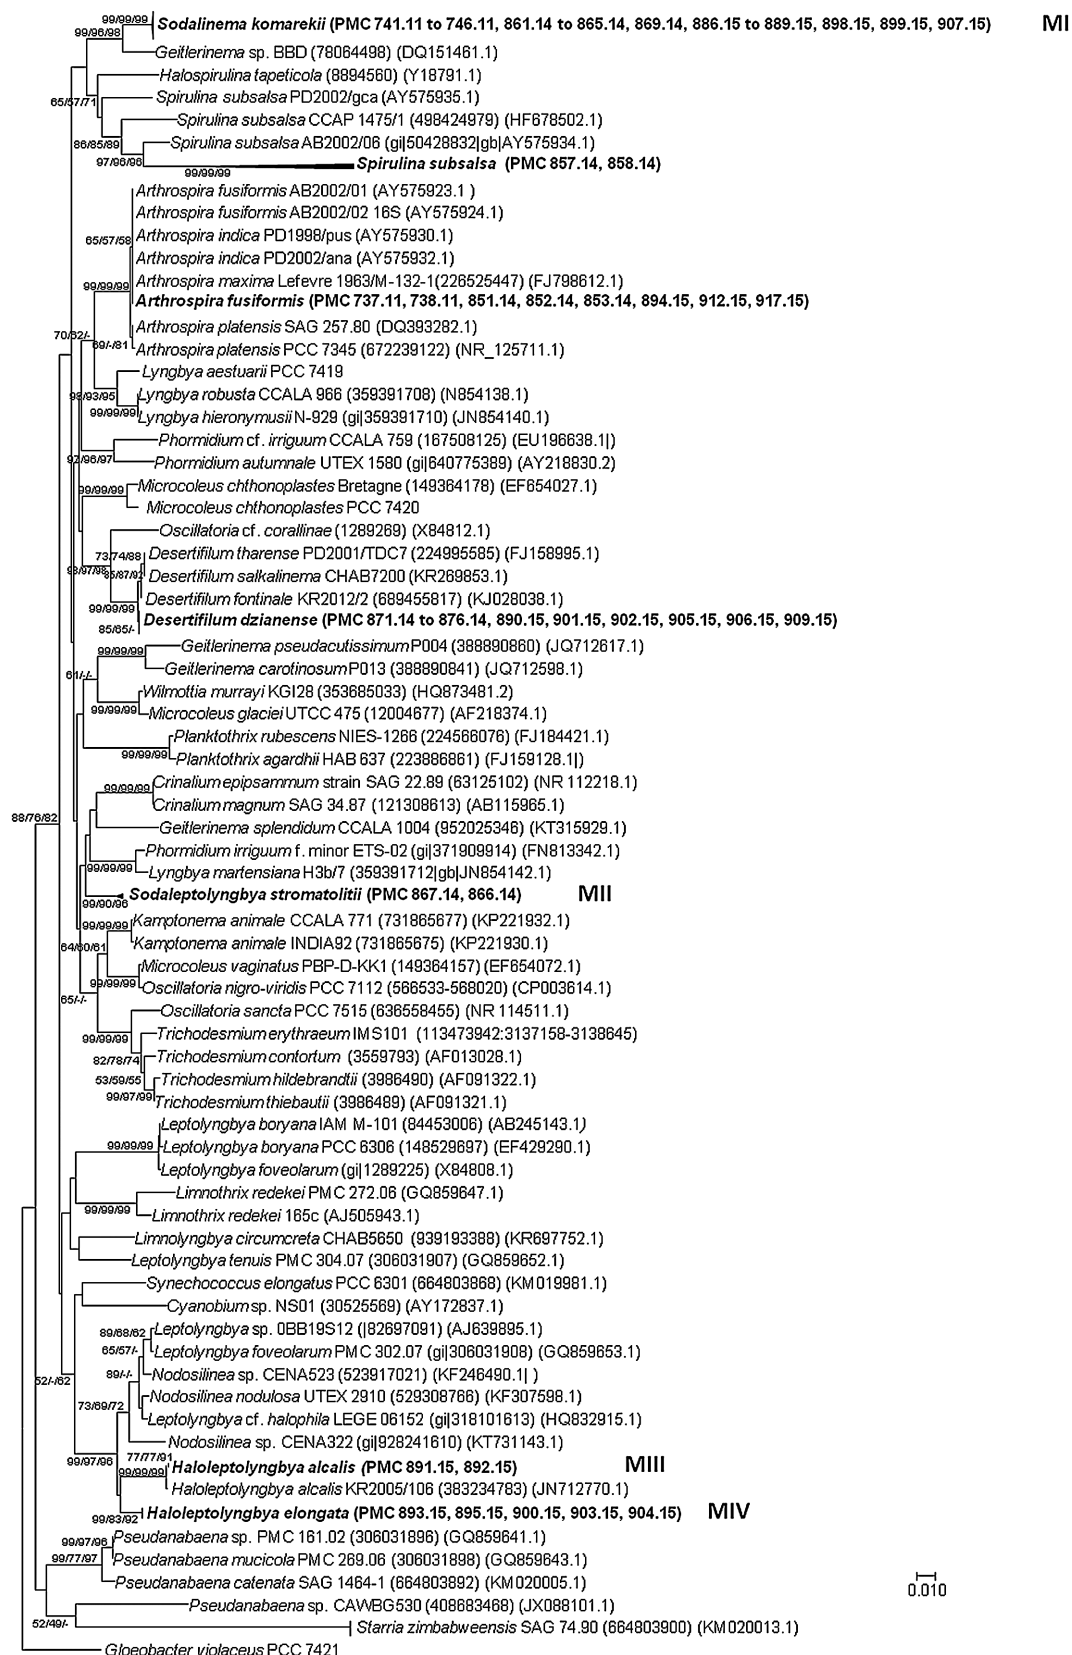 99/99/99
Sodalinema komarekii (PMC 741.11 to 746.11, 861.14 to 865.14, 869.14, 886.15 to 889.15, 898.15, 899.15, 907.15) MI
99/96/98
Geitlerinema sp. BBD (78064498) (DQ151461.1)
Halospirulina tapeticola (8894560) (Y18791.1)
65/57/71
Spirulina subsalsa PD2002/gca (AY575935.1)
Spirulina subsalsa CCAP 1475/1 (498424979) (HF678502.1)
86/85/89
Spirulina subsalsa AB2002/06 (gi|50428832|gb|AY575934.1)
97/96/96
Spirulina subsalsa (PMC 857.14, 858.14)
99/99/99
Arthrospira fusiformis AB2002/01 (AY575923.1 )
Arthrospira fusiformis AB2002/02 16S (AY575924.1)
65/57/58
Arthrospira indica PD1998/pus (AY575930.1)
Arthrospira indica PD2002/ana (AY575932.1)
Arthrospira maxima Lefevre 1963/M-132-1(226525447) (FJ798612.1)
99/99/99
Arthrospira fusiformis (PMC 737.11, 738.11, 851.14, 852.14, 853.14, 894.15, 912.15, 917.15)
Arthrospira platensis SAG 257.80 (DQ393282.1)
70/62/-
69/-/81
Arthrospira platensis PCC 7345 (672239122) (NR_125711.1)
Lyngbya aestuarii PCC 7419
Lyngbya robusta CCALA 966 (359391708) (N854138.1)
99/99/99
Lyngbya hieronymusii N-929 (gi|359391710) (JN854140.1)
Phormidium cf. irriguum CCALA 759 (167508125) (EU196638.1|)
Phormidium autumnale UTEX 1580 (gi|640775389) (AY218830.2)
Microcoleus chthonoplastes Bretagne (149364178) (EF654027.1)
99/99/99
Microcoleus chthonoplastes PCC 7420
Oscillatoria cf. corallinae (1289269) (X84812.1)
73/74/88
Desertifilum tharense PD2001/TDC7 (224995585) (FJ158995.1)
Desertifilum salkalinema CHAB7200 (KR269853.1)
Desertifilum fontinale KR2012/2 (689455817) (KJ028038.1)
99/99/99
Desertifilum dzianense (PMC 871.14 to 876.14, 890.15, 901.15, 902.15, 905.15, 906.15, 909.15)
85/65/-
Geitlerinema pseudacutissimum P004 (388890860) (JQ712617.1)
99/99/99
Geitlerinema carotinosum P013 (388890841) (JQ712598.1)
61/-/-
Wilmottia murrayi KGI28 (353685033) (HQ873481.2)
99/99/99
Microcoleus glaciei UTCC 475 (12004677) (AF218374.1)
Planktothrix rubescens NIES-1266 (224566076) (FJ184421.1)
99/99/99
Planktothrix agardhii HAB 637 (223886861) (FJ159128.1|)
Crinalium epipsammum strain SAG 22.89 (63125102) (NR 112218.1)
99/99/99
Crinalium magnum SAG 34.87 (121308613) (AB115965.1)
88/76/82
Geitlerinema splendidum CCALA 1004 (952025346) (KT315929.1)
Phormidium irriguum f. minor ETS-02 (gi|371909914) (FN813342.1)
99/99/99
Lyngbya martensiana H3b/7 (359391712|gb|JN854142.1)
Sodaleptolyngbya stromatolitii (PMC 867.14, 866.14) MII
99/90/96
Kamptonema animale CCALA 771 (731865677) (KP221932.1)
99/99/99
Kamptonema animale INDIA92 (731865675) (KP221930.1)
64/60/61
Microcoleus vaginatus PBP-D-KK1 (149364157) (EF654072.1)
99/99/99
Oscillatoria nigro-viridis PCC 7112 (566533-568020) (CP003614.1)
65/-/-
Oscillatoria sancta PCC 7515 (636558455) (NR 114511.1)
Trichodesmium erythraeum IMS101 (113473942:3137158-3138645)
99/99/99
Trichodesmium contortum (3559793) (AF013028.1)
82/78/74
Trichodesmium hildebrandtii (3986490) (AF091322.1)
53/59/55
99/97/99
Trichodesmium thiebautii (3986489) (AF091321.1)
Leptolyngbya boryana IAM M-101 (84453006) (AB245143.1)
99/99/99
Leptolyngbya boryana PCC 6306 (148529697) (EF429290.1)
Leptolyngbya foveolarum (gi|1289225) (X84808.1)
Limnothrix redekei PMC 272.06 (GQ859647.1)
99/99/99
Limnothrix redekei 165c (AJ505943.1)
Limnolyngbya circumcreta CHAB5650 (939193388) (KR697752.1)
Leptolyngbya tenuis PMC 304.07 (306031907) (GQ859652.1)
Synechococcus elongatus PCC 6301 (664803868) (KM019981.1)
Cyanobium sp. NS01 (30525569) (AY172837.1)
89/68/62
Leptolyngbya sp. 0BB19S12 (|82697091) (AJ639895.1)
65/57/-
Leptolyngbya foveolarum PMC 302.07 (gi|306031908) (GQ859653.1)
89/-/-
Nodosilinea sp. CENA523 (523917021) (KF246490.1| )
52/-/62
Nodosilinea nodulosa UTEX 2910 (529308766) (KF307598.1)
73/69/72
Leptolyngbya cf. halophila LEGE 06152 (gi|318101613) (HQ832915.1)
Nodosilinea sp. CENA322 (gi|928241610) (KT731143.1)
77/77/91
99/97/96
Haloleptolyngbya alcalis (PMC 891.15, 892.15) MIII
99/99/99
Haloleptolyngbya alcalis KR2005/106 (383234783) (JN712770.1)
Haloleptolyngbya elongata (PMC 893.15, 895.15, 900.15, 903.15, 904.15) MIV
99/83/92
Pseudanabaena sp. PMC 161.02 (306031896) (GQ859641.1)
99/97/96
99/77/97
Pseudanabaena mucicola PMC 269.06 (306031898) (GQ859643.1)
Pseudanabaena catenata SAG 1464-1 (664803892) (KM020005.1)
0.010
Pseudanabaena sp. CAWBG530 (408683468) (JX088101.1)
52/49/-
Starria zimbabweensis SAG 74.90 (664803900) (KM020013.1)
Gloeobacter violaceus PCC 7421